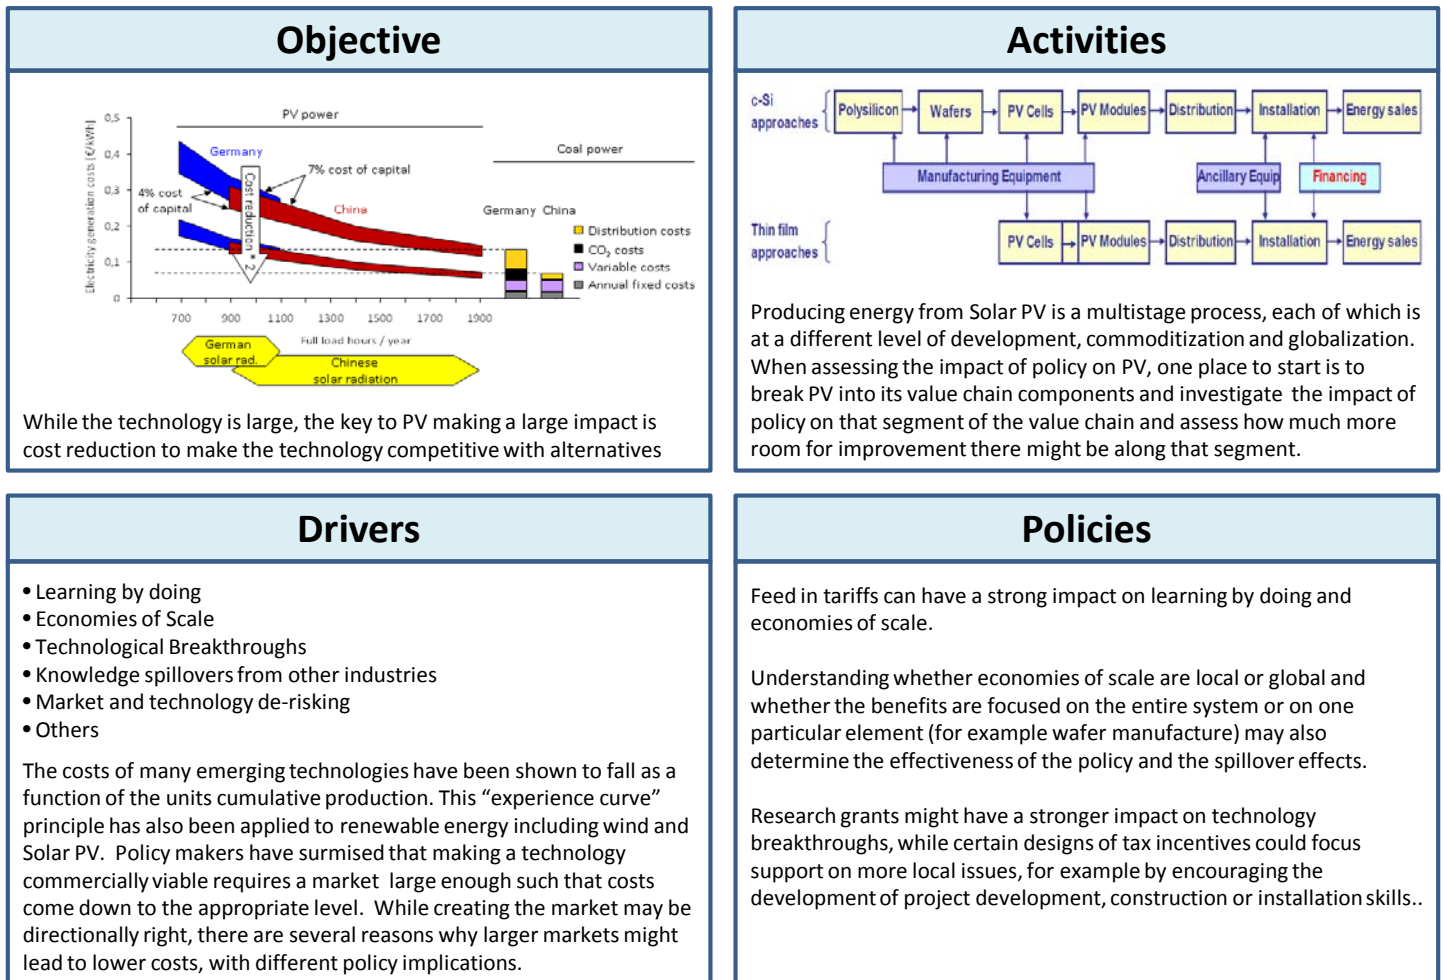 Objective
PV power
Coal power
Electricity generation costs [€/kWh]
0,5
0,4
0,3
0,2
0,1
0
Germany
7% cost of capital
4% cost
of capital
China
Cost reduction * 2
Germany China
Distribution costs
CO₂ costs
Variable costs
Annual fixed costs
700 900 1100 1300 1500 1700 1900
Full load hours / year
German
solar rad.
Chinese
solar radiation
While the technology is large, the key to PV making a large impact is
cost reduction to make the technology competitive with alternatives
Activities
c-Si
approaches
Polysilicon
Wafers
PV Cells
PV Modules
Distribution
Installation
Energy sales
Manufacturing Equipment
Ancillary Equip
Financing
Thin film
approaches
PV Cells
PV Modules
Distribution
Installation
Energy sales
Producing energy from Solar PV is a multistage process, each of which is
at a different level of development, commoditization and globalization.
When assessing the impact of policy on PV, one place to start is to
break PV into its value chain components and investigate the impact of
policy on that segment of the value chain and assess how much more
room for improvement there might be along that segment.
Drivers
• Learning by doing
• Economies of Scale
• Technological Breakthroughs
• Knowledge spillovers from other industries
• Market and technology de-risking
• Others
The costs of many emerging technologies have been shown to fall as a
function of the units cumulative production. This “experience curve”
principle has also been applied to renewable energy including wind and
Solar PV. Policy makers have surmised that making a technology
commercially viable requires a market large enough such that costs
come down to the appropriate level. While creating the market may be
directionally right, there are several reasons why larger markets might
lead to lower costs, with different policy implications.
Policies
Feed in tariffs can have a strong impact on learning by doing and
economies of scale.
Understanding whether economies of scale are local or global and
whether the benefits are focused on the entire system or on one
particular element (for example wafer manufacture) may also
determine the effectiveness of the policy and the spillover effects.
Research grants might have a stronger impact on technology
breakthroughs, while certain designs of tax incentives could focus
support on more local issues, for example by encouraging the
development of project development, construction or installation skills..